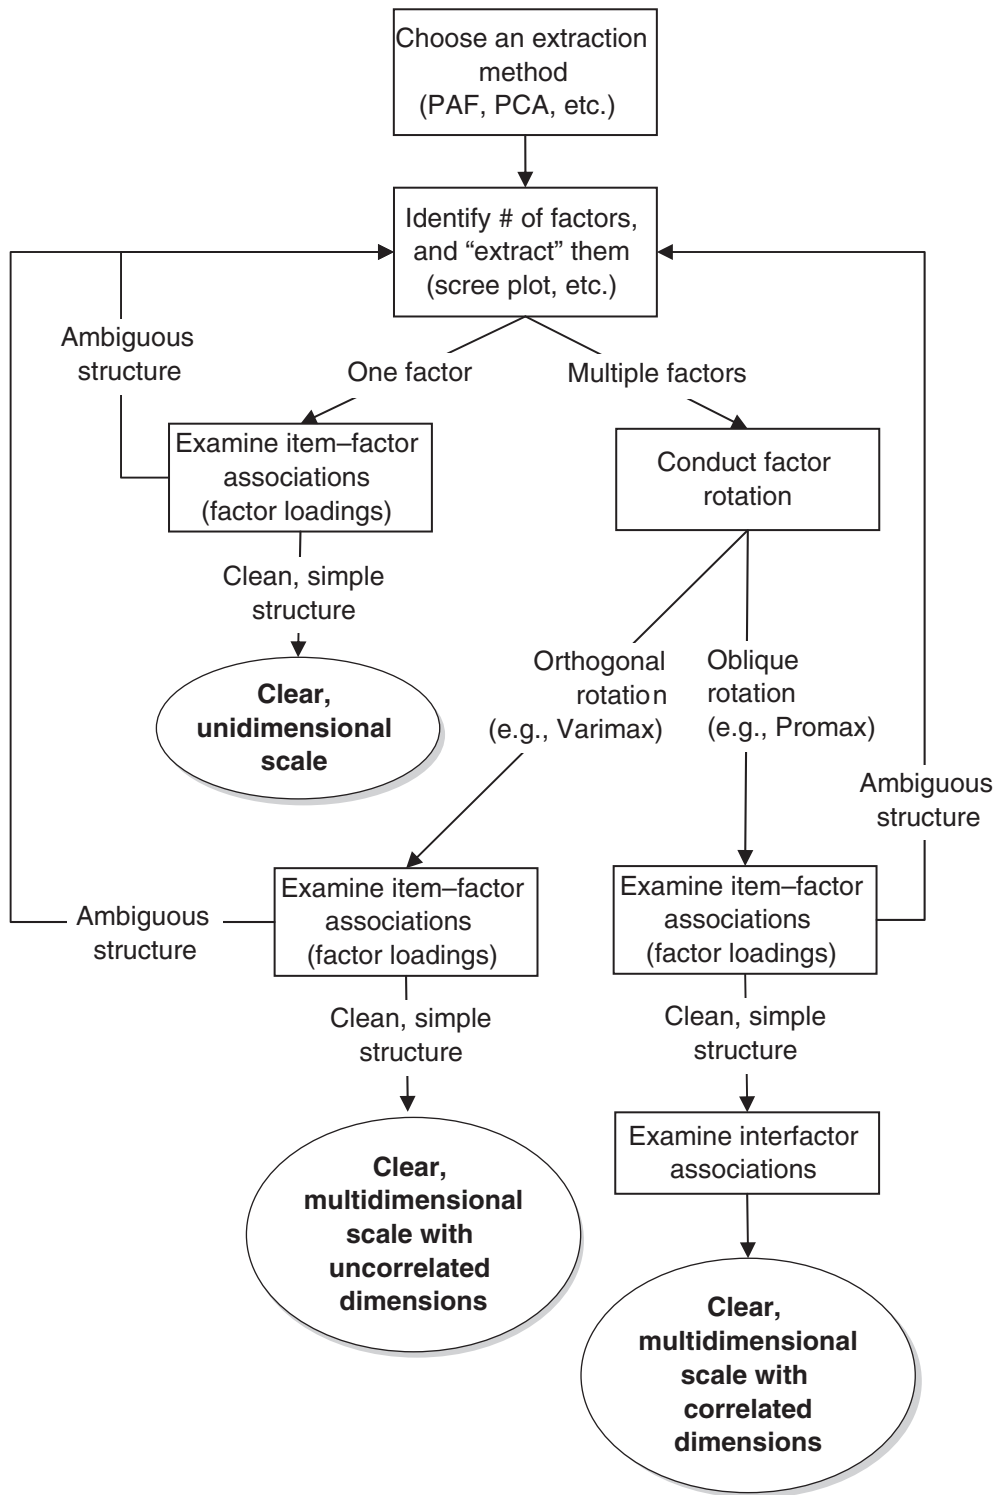 Choose an extraction
method
(PAF, PCA, etc.)
Identify # of factors,
and “extract” them
(scree plot, etc.)
Ambiguous
structure
One factor
Multiple factors
Examine item–factor
associations
(factor loadings)
Conduct factor
rotation
Clean, simple
structure
Clear,
unidimensional
scale
Orthogonal
rotation
(e.g., Varimax)
Oblique
rotation
(e.g., Promax)
Ambiguous
structure
Examine item–factor
associations
(factor loadings)
Examine item–factor
associations
(factor loadings)
Ambiguous
structure
Clean, simple
structure
Clean, simple
structure
Examine interfactor
associations
Clear,
multidimensional
scale with
uncorrelated
dimensions
Clear,
multidimensional
scale with
correlated
dimensions